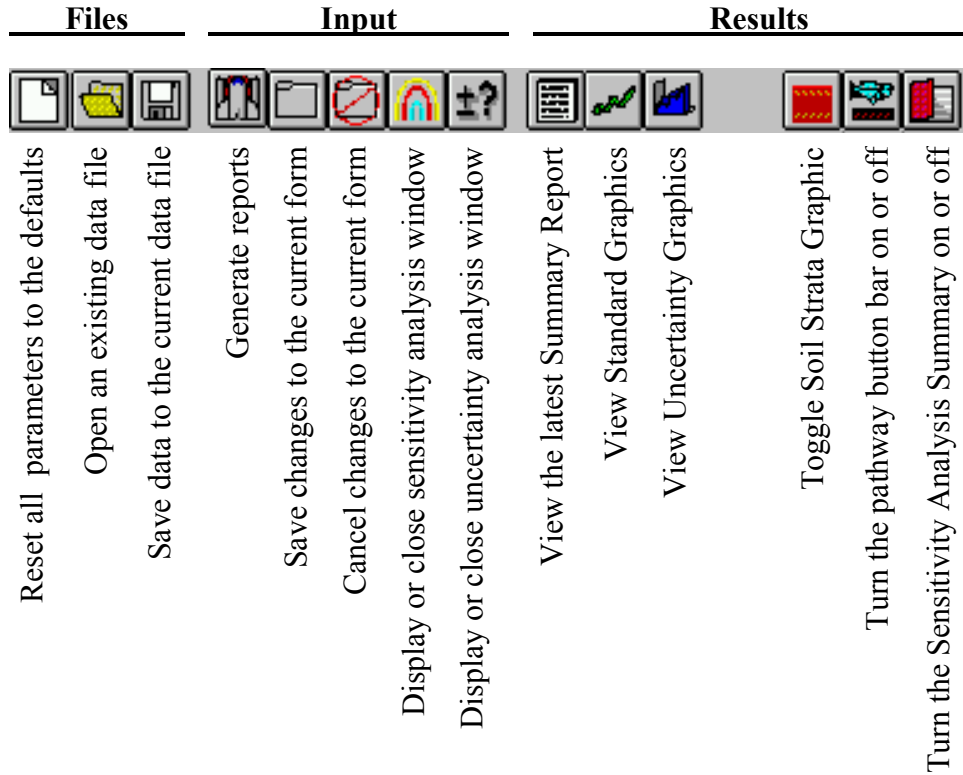 Files
Input
Results
±?
Reset all parameters to the defaults
Open an existing data file
Save data to the current data file
Generate reports
Save changes to the current form
Cancel changes to the current form
Display or close sensitivity analysis window
Display or close uncertainty analysis window
View the latest Summary Report
View Standard Graphics
View Uncertainty Graphics
Toggle Soil Strata Graphic
Turn the pathway button bar on or off
Turn the Sensitivity Analysis Summary on or off